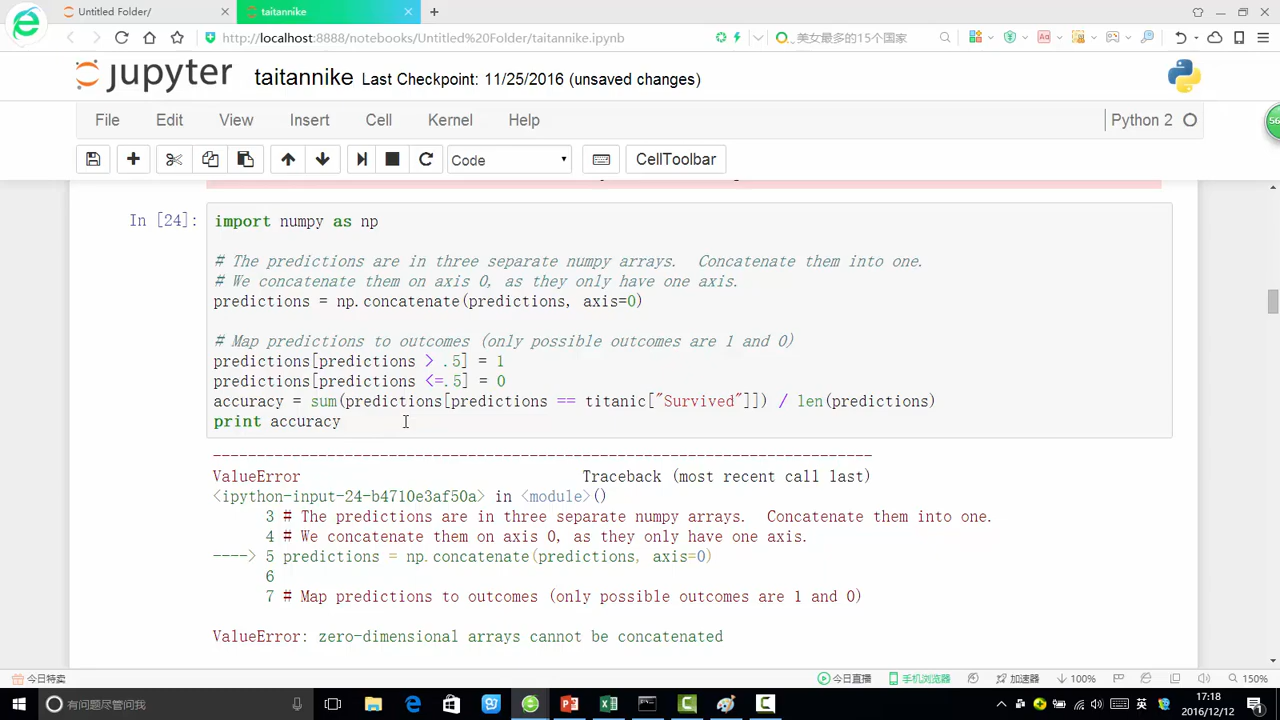 Untitled Folder/
taitannike
http://localhost:8888/notebooks/Untitled%20Folder/taitannike.ipynb
美女最多的15个国家
jupyter taitannike Last Checkpoint: 11/25/2016 (unsaved changes)
File Edit View Insert Cell Kernel Help Python 2
56
Code CellToolbar
In [24]:
import numpy as np
# The predictions are in three separate numpy arrays.  Concatenate them into one.
# We concatenate them on axis 0, as they only have one axis.
predictions = np.concatenate(predictions, axis=0)
# Map predictions to outcomes (only possible outcomes are 1 and 0)
predictions[predictions > .5] = 1
predictions[predictions <=.5] = 0
accuracy = sum(predictions[predictions == titanic["Survived"]]) / len(predictions)
print accuracy
---------------------------------------------------------------------------
ValueError                                Traceback (most recent call last)
<ipython-input-24-b4710e3af50a> in <module>()
3 # The predictions are in three separate numpy arrays.  Concatenate them into one.
4 # We concatenate them on axis 0, as they only have one axis.
----> 5 predictions = np.concatenate(predictions, axis=0)
6
7 # Map predictions to outcomes (only possible outcomes are 1 and 0)
ValueError: zero-dimensional arrays cannot be concatenated
今日特卖 今日直播 手机浏览器 加速器 100% 150%
有问题尽管问我 英 17:18
2016/12/12